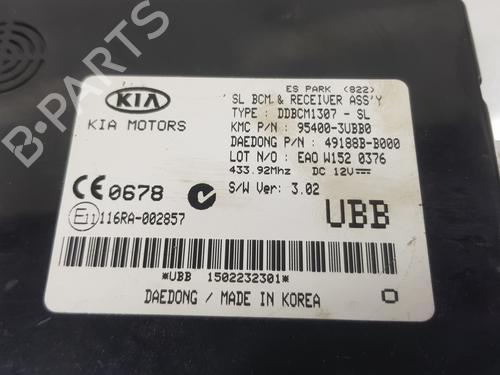 ES PARK (822)
KIA
KIA MOTORS
SL BCM & RECEIVER ASS'Y
TYPE : DDBCM1307 - SL
KMC P/N : 95400-3UBB0
DAEDONG P/N : 49188B-B000
LOT N/O : EAO W152 0376
433.92Mhz DC 12V
S/W Ver: 3.02
CE 0678
E11 116RA-002857
UBB
*UBB 1502232301*
DAEDONG / MADE IN KOREA
O